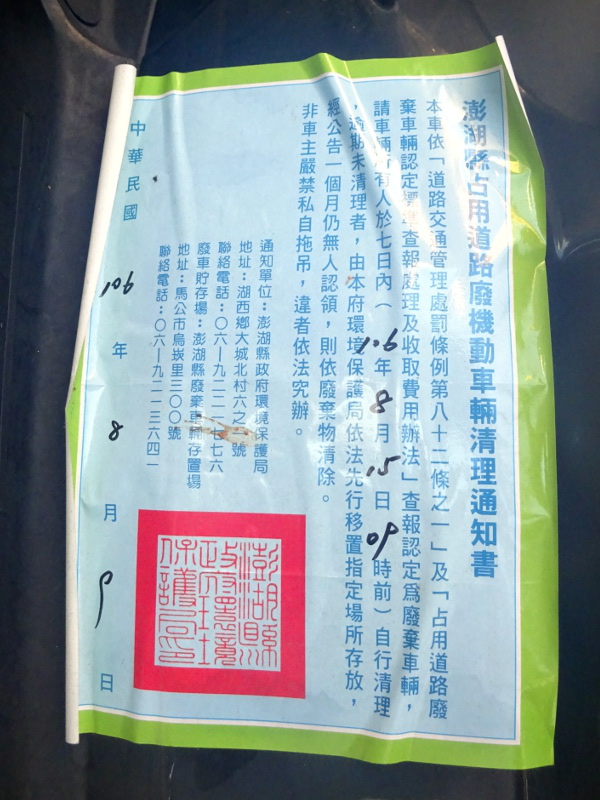 澎湖縣占用道路廢機動車輛清理通知書
本車依「道路交通管理處罰條例第八十二條之一」及「占用道路廢
棄車輛認定標準查報處理及收取費用辦法」查報認定爲廢棄車輛，
請車輛所有人於七日內（106年8月15日09時前）自行清理
，逾期未清理者，由本府環境保護局依法先行移置指定場所存放，
經公告一個月仍無人認領，則依廢棄物清除。
非車主嚴禁私自拖吊，違者依法究辦。
通知單位：澎湖縣政府環境保護局
地址：湖西鄉大城北村六之號
聯絡電話：〇六－九二二一七七六
廢車貯存場：澎湖縣廢棄車輛存置場
地址：馬公市烏崁里三〇〇號
聯絡電話：〇六－九二一三六四一
中華民國106年8月9日
澎湖縣政府環境保護局印